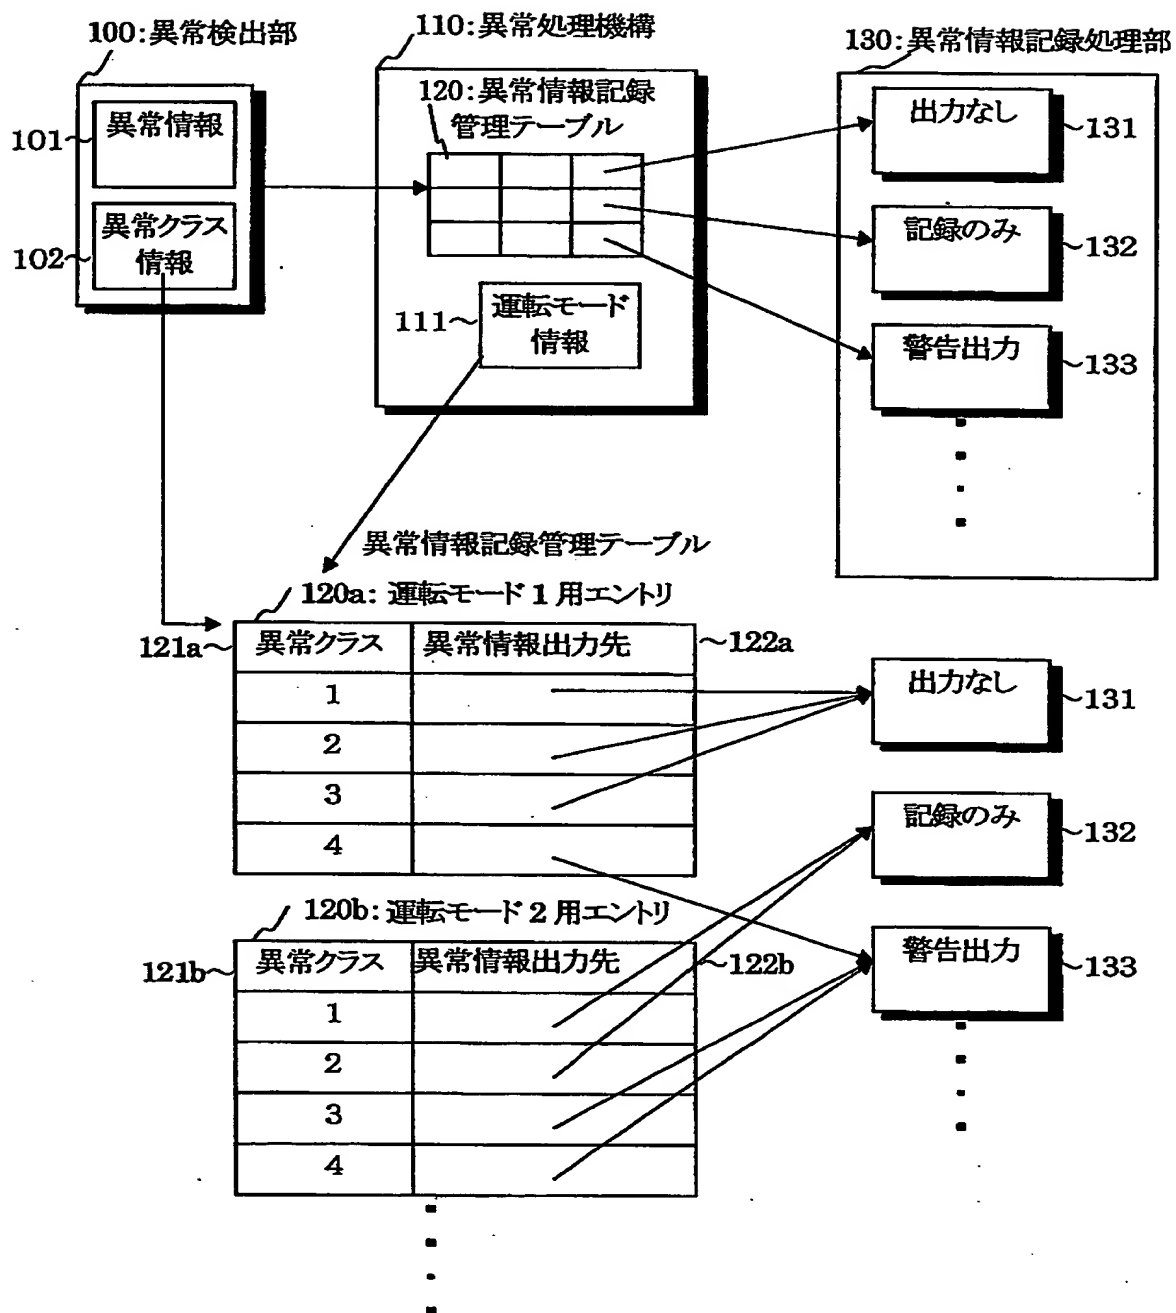 100:異常検出部
101
異常情報
102
異常クラス
情報
110:異常処理機構
120:異常情報記録
管理テーブル
111
運転モード
情報
130:異常情報記録処理部
出力なし
131
記録のみ
132
警告出力
133
異常情報記録管理テーブル
120a: 運転モード 1 用エントリ
121a
異常クラス
異常情報出力先
122a
1
2
3
4
120b: 運転モード 2 用エントリ
121b
異常クラス
異常情報出力先
122b
1
2
3
4
出力なし
131
記録のみ
132
警告出力
133